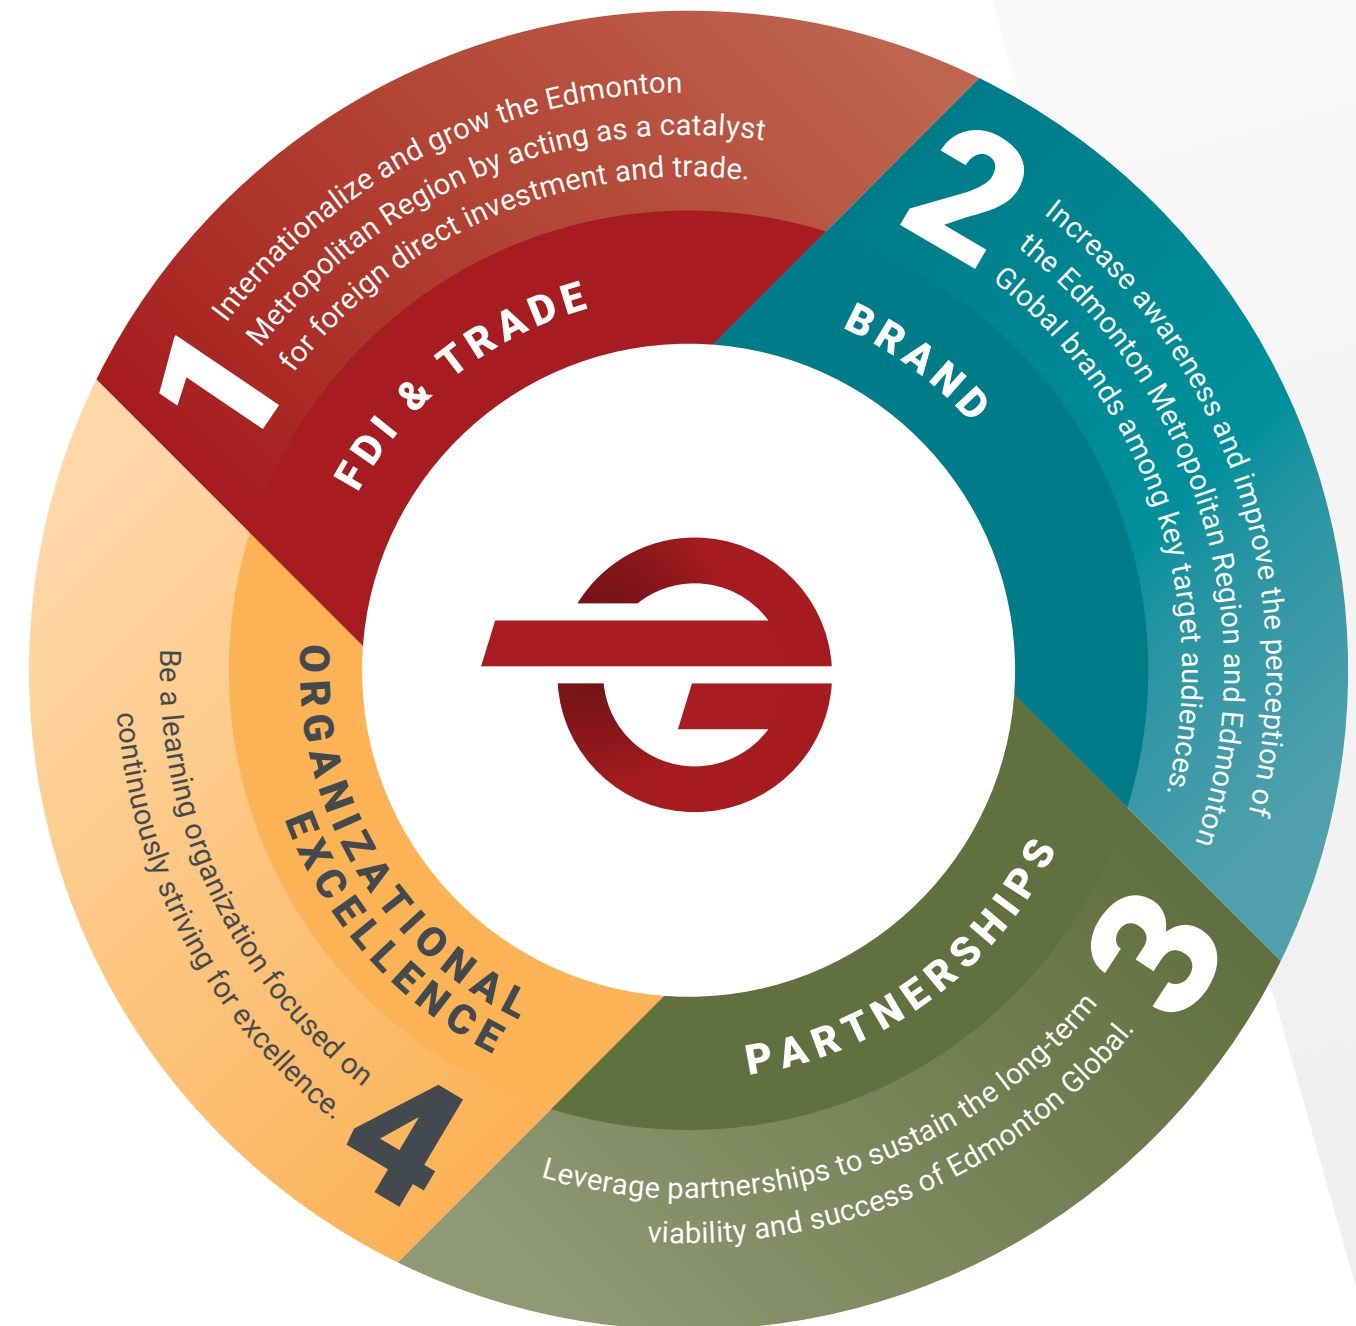 1
Internationalize and grow the Edmonton
Metropolitan Region by acting as a catalyst
for foreign direct investment and trade.
FDI & TRADE
2
Increase awareness and improve the perception of
the Edmonton Metropolitan Region and Edmonton
Global brands among key target audiences.
BRAND
3
PARTNERSHIPS
Leverage partnerships to sustain the long-term
viability and success of Edmonton Global.
4
ORGANIZATIONAL
EXCELLENCE
Be a learning organization focused on
continuously striving for excellence.